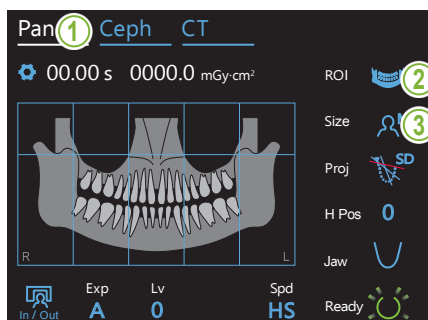 Pan 1 Ceph CT
00.00 s 0000.0 mGy·cm²
ROI 2
Size 3
Proj SD
H Pos 0
R L
Jaw
Exp Lv Spd
In / Out A 0 HS
Ready